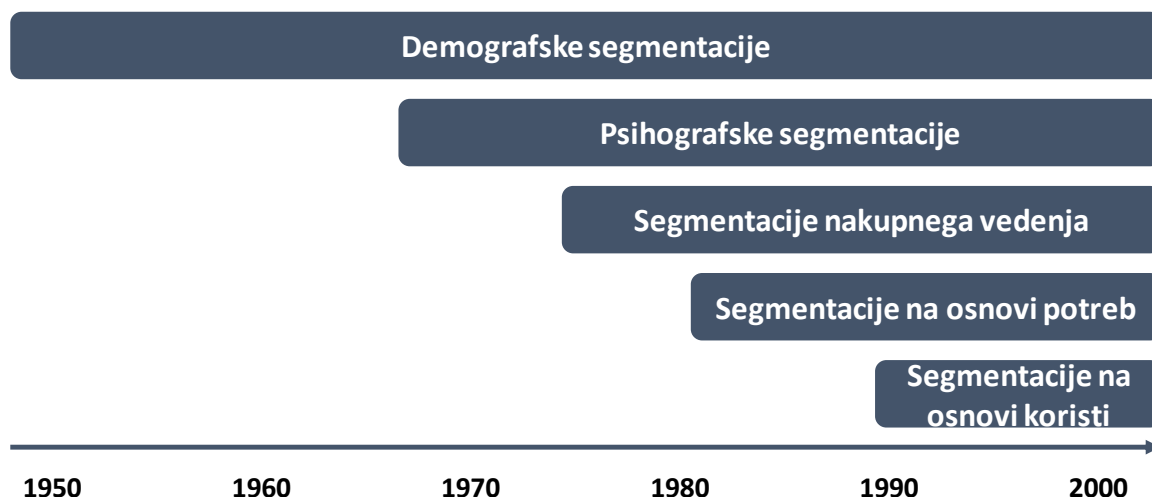 Demografske segmentacije
Psihografske segmentacije
Segmentacije nakupnega vedenja
Segmentacije na osnovi potreb
Segmentacije na
osnovi koristi
1950 1960 1970 1980 1990 2000